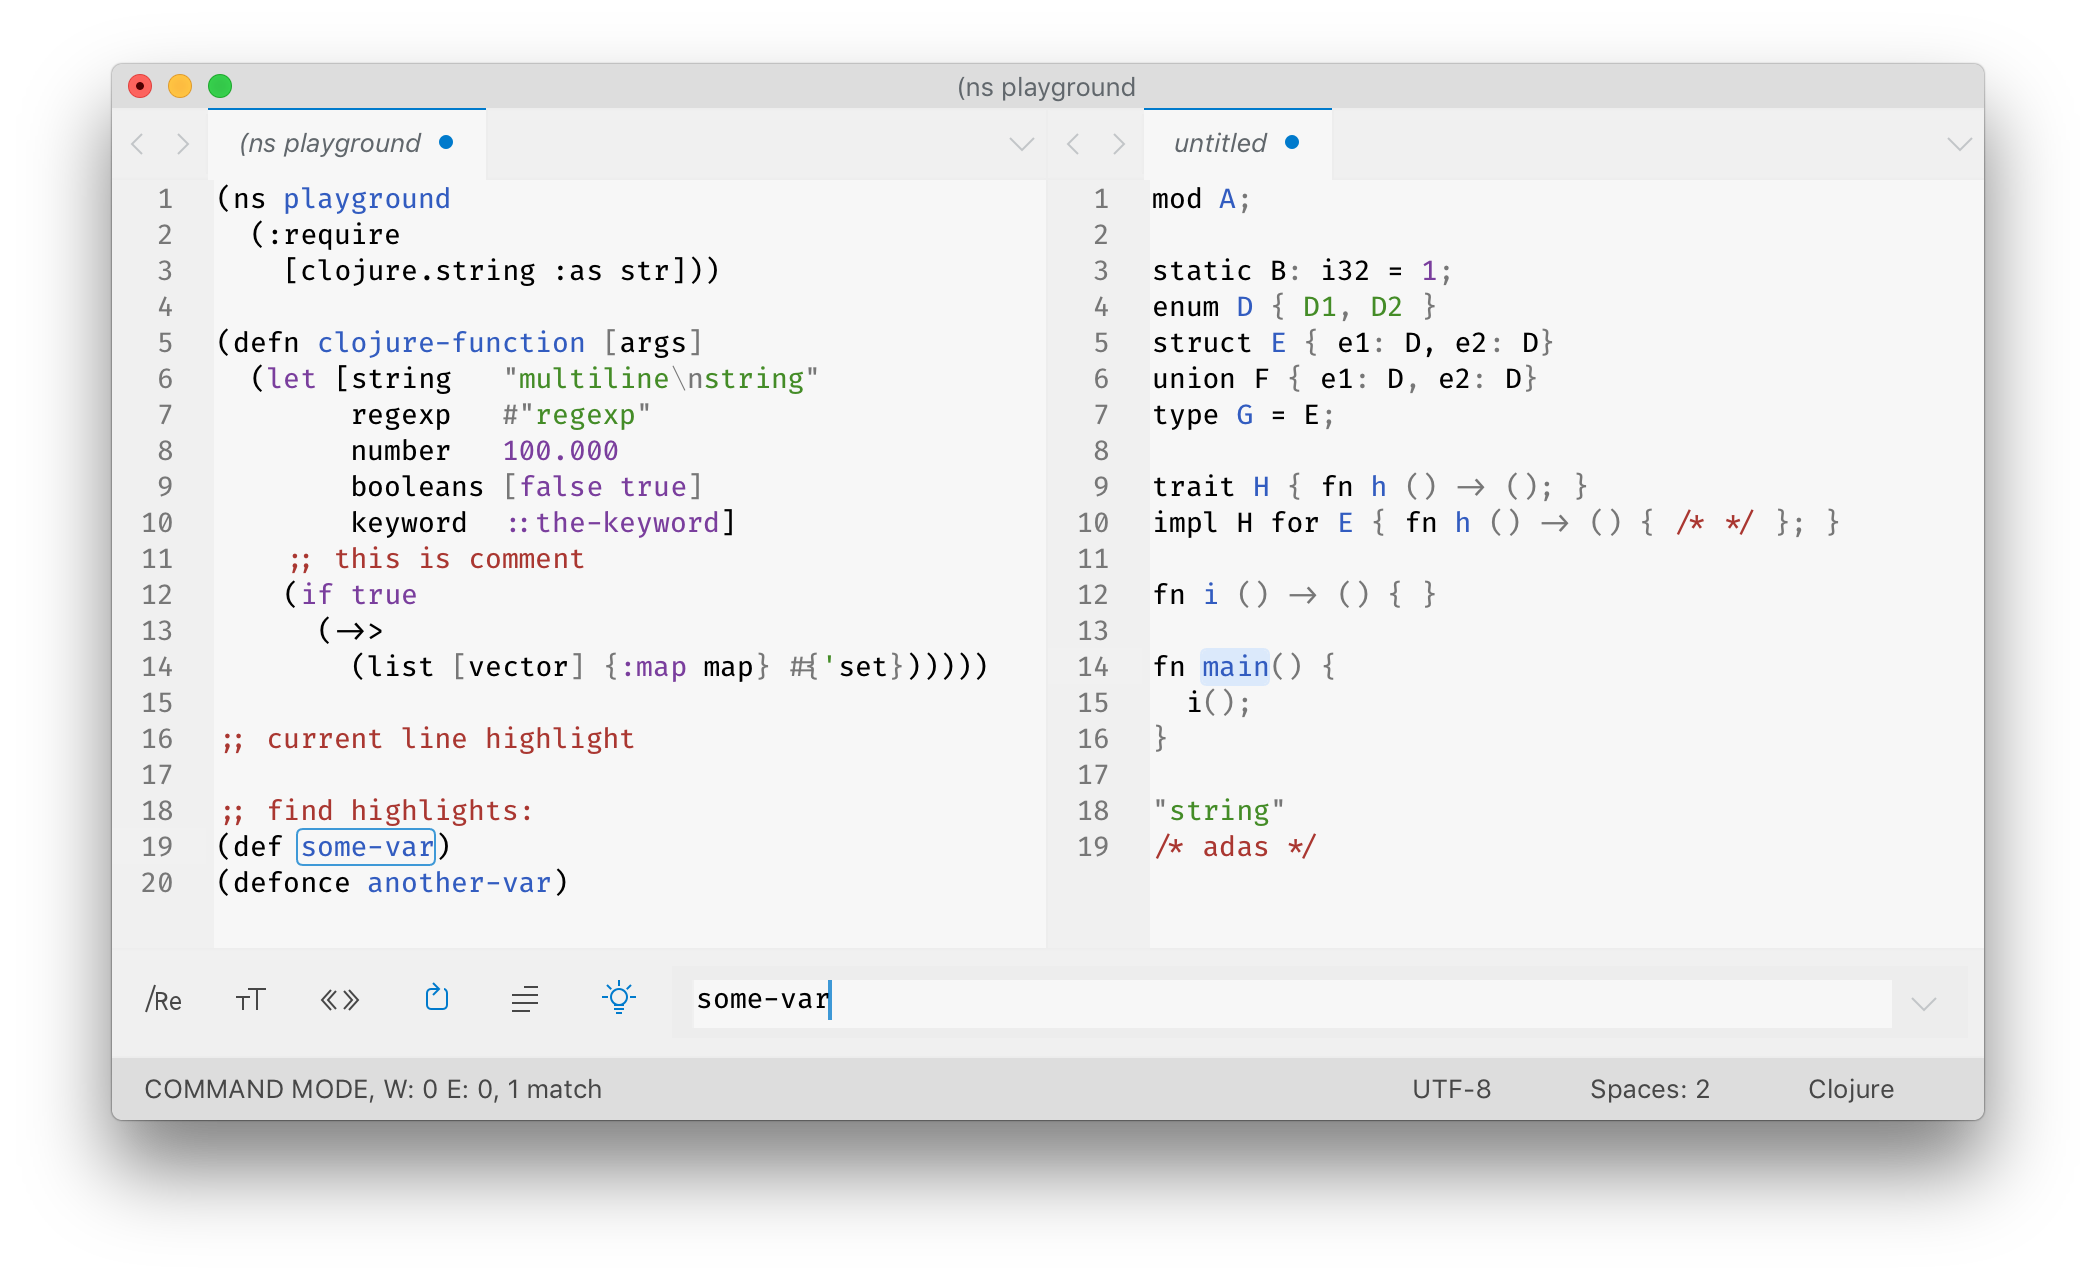 (ns playground
(ns playground
1 (ns playground
2   (:require
3     [clojure.string :as str]))
4
5 (defn clojure-function [args]
6   (let [string   "multiline\nstring"
7         regexp   #"regexp"
8         number   100.000
9         booleans [false true]
10         keyword  ::the-keyword]
11     ;; this is comment
12     (if true
13       (->>
14         (list [vector] {:map map} #{'set})))))
15
16 ;; current line highlight
17
18 ;; find highlights:
19 (def some-var)
20 (defonce another-var)
untitled
1 mod A;
2
3 static B: i32 = 1;
4 enum D { D1, D2 }
5 struct E { e1: D, e2: D}
6 union F { e1: D, e2: D}
7 type G = E;
8
9 trait H { fn h () -> (); }
10 impl H for E { fn h () -> () { /* */ }; }
11
12 fn i () -> () { }
13
14 fn main() {
15   i();
16 }
17
18 "string"
19 /* adas */
/Re
TT
some-var
COMMAND MODE, W: 0 E: 0, 1 match UTF-8 Spaces: 2 Clojure